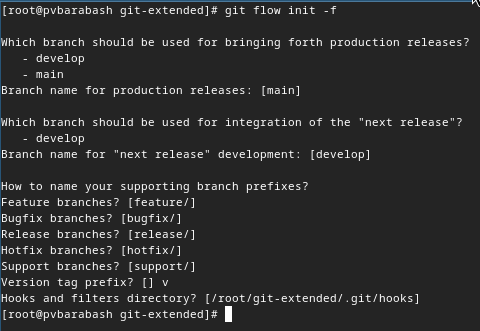 [root@pvbarabash git-extended]# git flow init -f
Which branch should be used for bringing forth production releases?
- develop
- main
Branch name for production releases: [main]
Which branch should be used for integration of the "next release"?
- develop
Branch name for "next release" development: [develop]
How to name your supporting branch prefixes?
Feature branches? [feature/]
Bugfix branches? [bugfix/]
Release branches? [release/]
Hotfix branches? [hotfix/]
Support branches? [support/]
Version tag prefix? [] v
Hooks and filters directory? [/root/git-extended/.git/hooks]
[root@pvbarabash git-extended]#